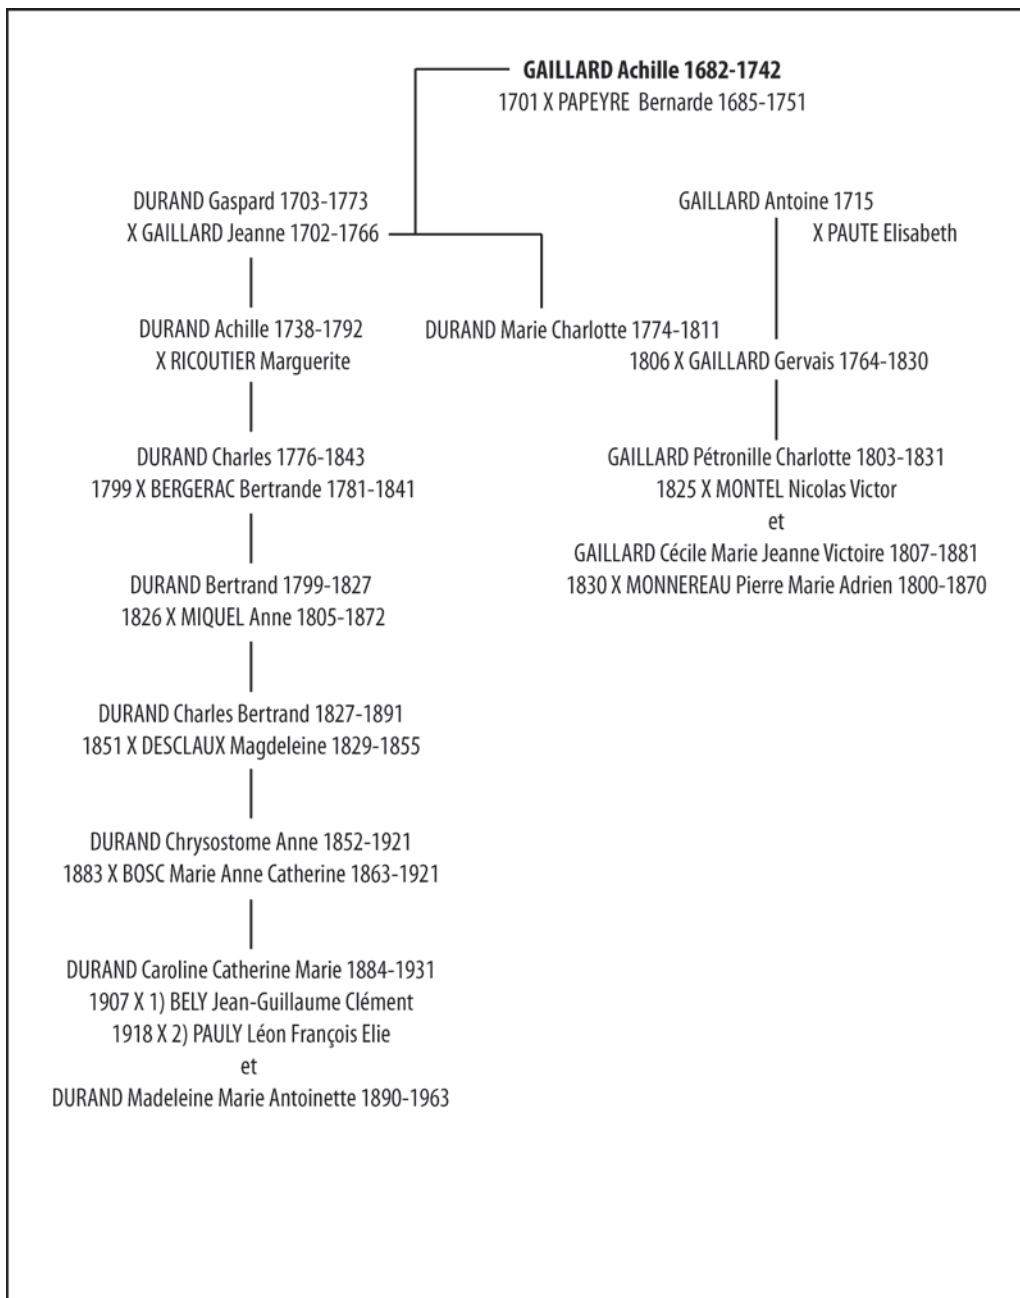 GAILLARD Achille 1682-1742
1701 X PAPEYRE Bernarde 1685-1751
DURAND Gaspard 1703-1773
X GAILLARD Jeanne 1702-1766
GAILLARD Antoine 1715
X PAUTE Elisabeth
DURAND Achille 1738-1792
X RICOUTIER Marguerite
DURAND Marie Charlotte 1774-1811
1806 X GAILLARD Gervais 1764-1830
DURAND Charles 1776-1843
1799 X BERGERAC Bertrande 1781-1841
GAILLARD Pétronille Charlotte 1803-1831
1825 X MONTEL Nicolas Victor
et
GAILLARD Cécile Marie Jeanne Victoire 1807-1881
1830 X MONNEREAU Pierre Marie Adrien 1800-1870
DURAND Bertrand 1799-1827
1826 X MIQUEL Anne 1805-1872
DURAND Charles Bertrand 1827-1891
1851 X DESCLAUX Magdeleine 1829-1855
DURAND Chrysostome Anne 1852-1921
1883 X BOSC Marie Anne Catherine 1863-1921
DURAND Caroline Catherine Marie 1884-1931
1907 X 1) BELY Jean-Guillaume Clément
1918 X 2) PAULY Léon François Elie
et
DURAND Madeleine Marie Antoinette 1890-1963